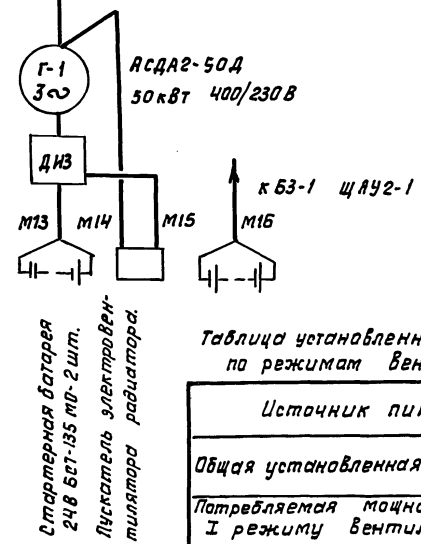 Г-1
3∾
АСДА2-50Д
50кВт 400/230В
ДИЗ
к БЗ-1 ЩАУ2-1
М13 М14 М15 М16
Стартерная батарея
24В 6СТ-135 МО-2шт.
Пускатель электровен-
тилятора радиатора.
Таблица установленн
по режимам вен
Источник пи
Общая установленная
Потребляемая мощно
I режиму вентил